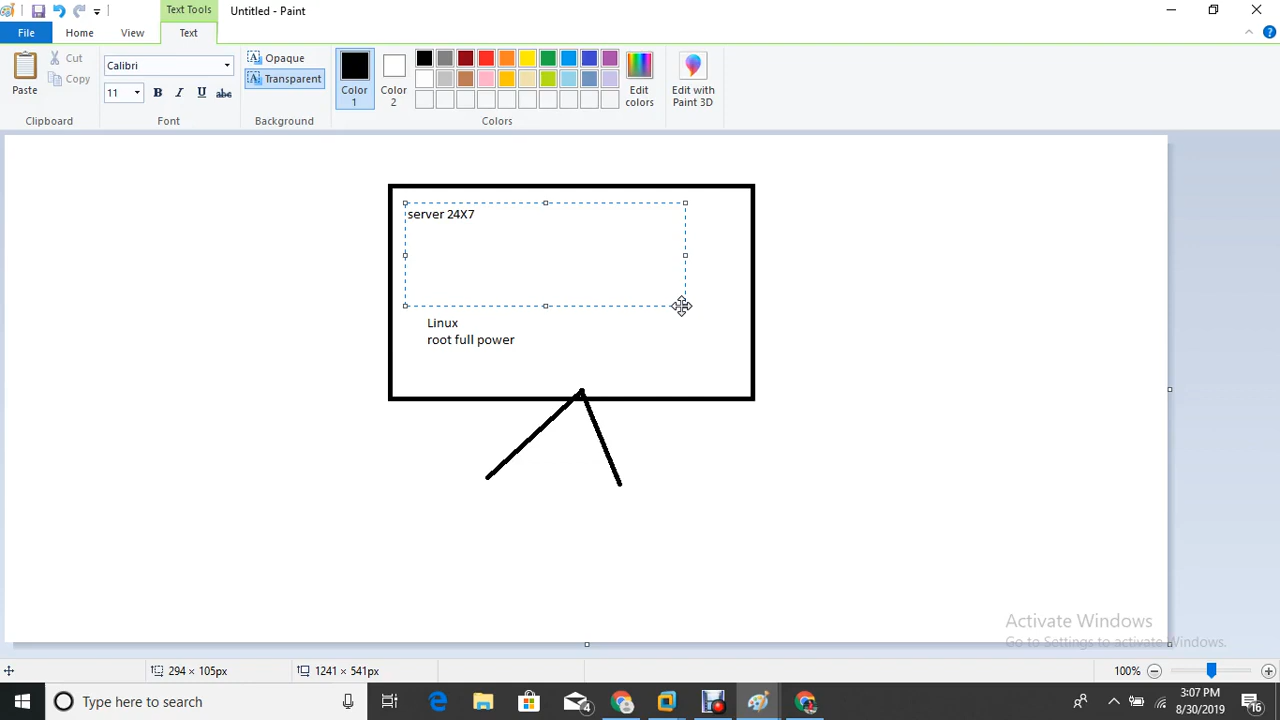 Text Tools
Untitled - Paint
File
Home
View
Text
Paste
Cut
Copy
Clipboard
Calibri
11
B I U abc
Font
Opaque
Transparent
Background
Color 1
Color 2
Edit colors
Colors
Edit with Paint 3D
server 24X7
Linux
root full power
Activate Windows
Go to Settings to activate Windows.
294 × 105px
1241 × 541px
100%
Type here to search
4
3:07 PM
8/30/2019
16